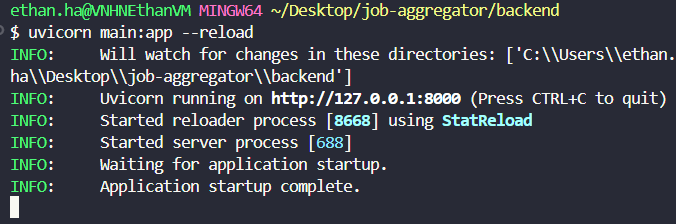 ethan.ha@VNHNEthanVM MINGW64 ~/Desktop/job-aggregator/backend
$ uvicorn main:app --reload
INFO:     Will watch for changes in these directories: ['C:\\Users\\ethan.
ha\\Desktop\\job-aggregator\\backend']
INFO:     Uvicorn running on http://127.0.0.1:8000 (Press CTRL+C to quit)
INFO:     Started reloader process [8668] using StatReload
INFO:     Started server process [688]
INFO:     Waiting for application startup.
INFO:     Application startup complete.